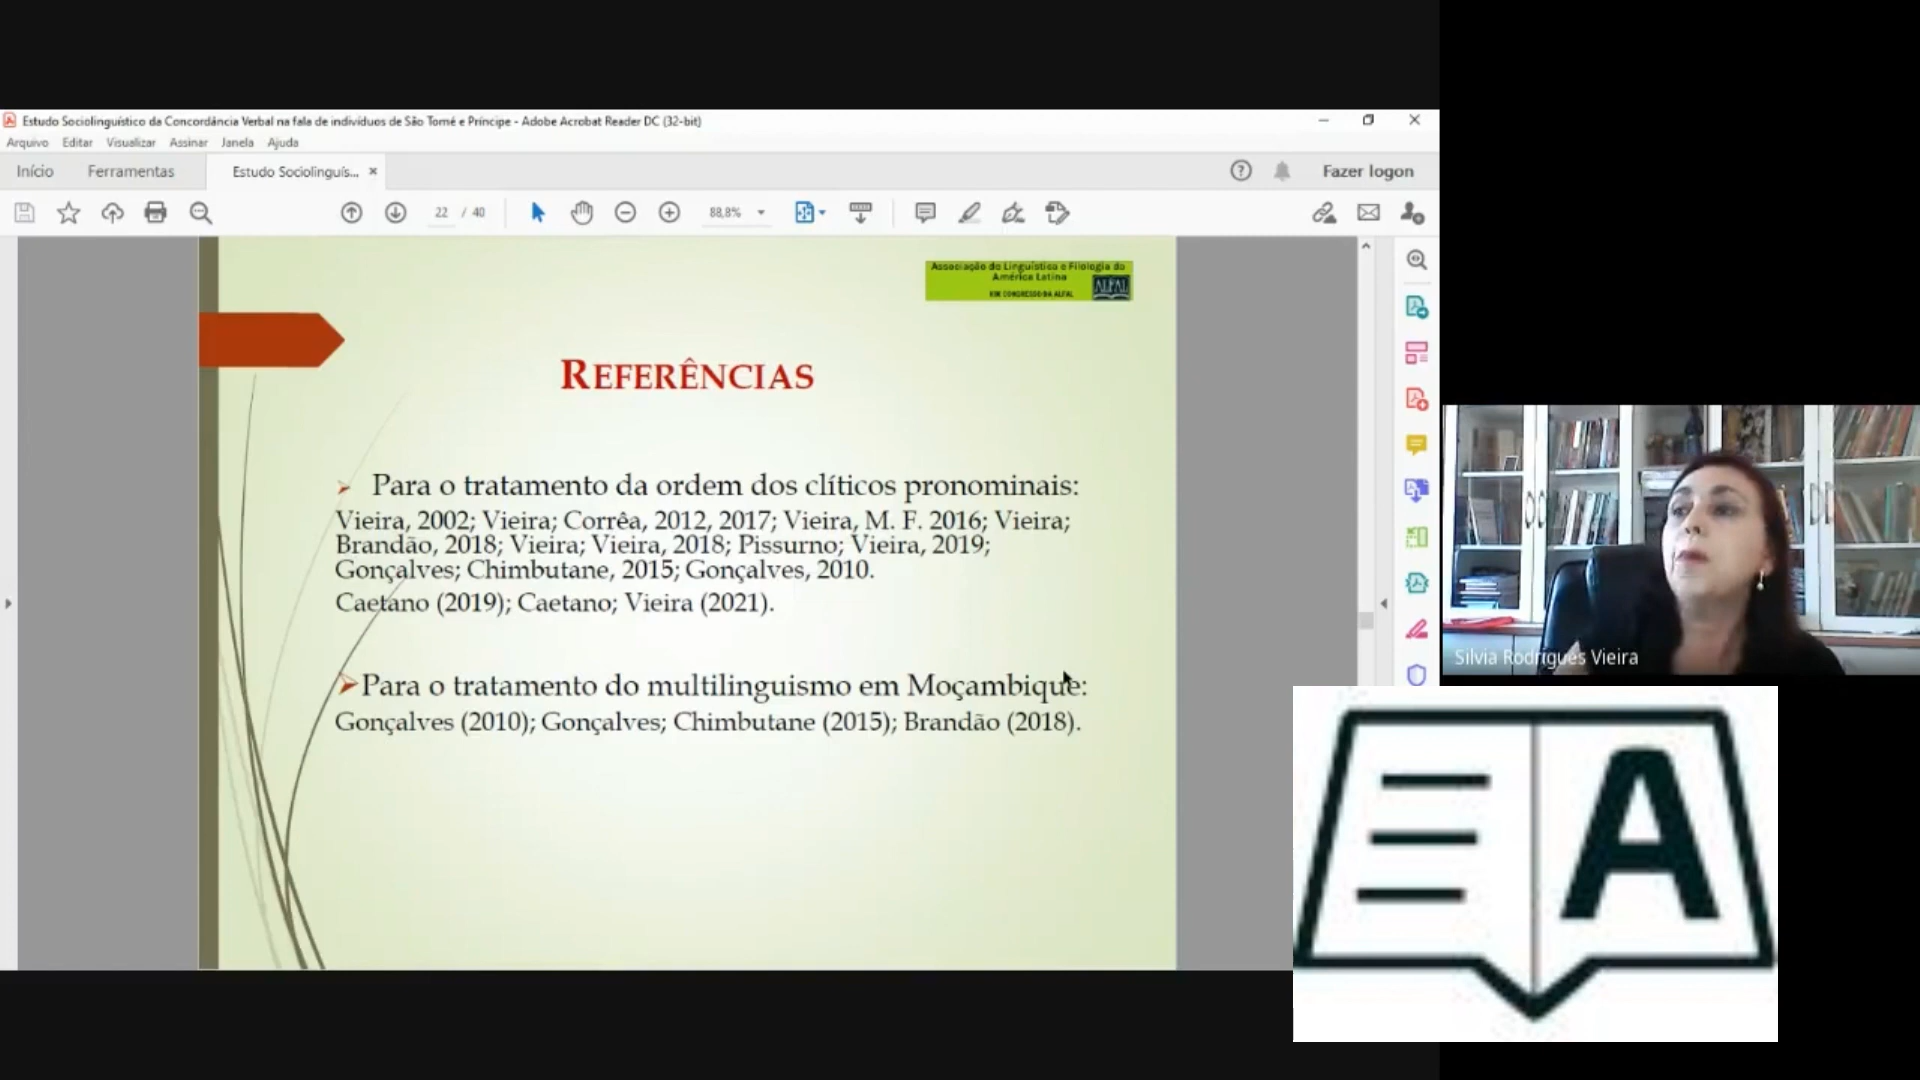 Estudo Sociolinguístico da Concordância Verbal na fala de indivíduos de São Tomé e Príncipe - Adobe Acrobat Reader DC (32-bit)
Arquivo Editar Visualizar Assinar Janela Ajuda
Início Ferramentas Estudo Sociolinguís... Fazer logon
22 / 40 88,8%
Associação de Linguística e Filologia da
América Latina
CONGRESSO DA ALFAL
ALFAL
REFERÊNCIAS
Para o tratamento da ordem dos clíticos pronominais:
Vieira, 2002; Vieira; Corrêa, 2012, 2017; Vieira, M. F. 2016; Vieira;
Brandão, 2018; Vieira; Vieira, 2018; Pissurno; Vieira, 2019;
Gonçalves; Chimbutane, 2015; Gonçalves, 2010.
Caetano (2019); Caetano; Vieira (2021).
Para o tratamento do multilinguismo em Moçambique:
Gonçalves (2010); Gonçalves; Chimbutane (2015); Brandão (2018).
Silvia Rodrigues Vieira
A